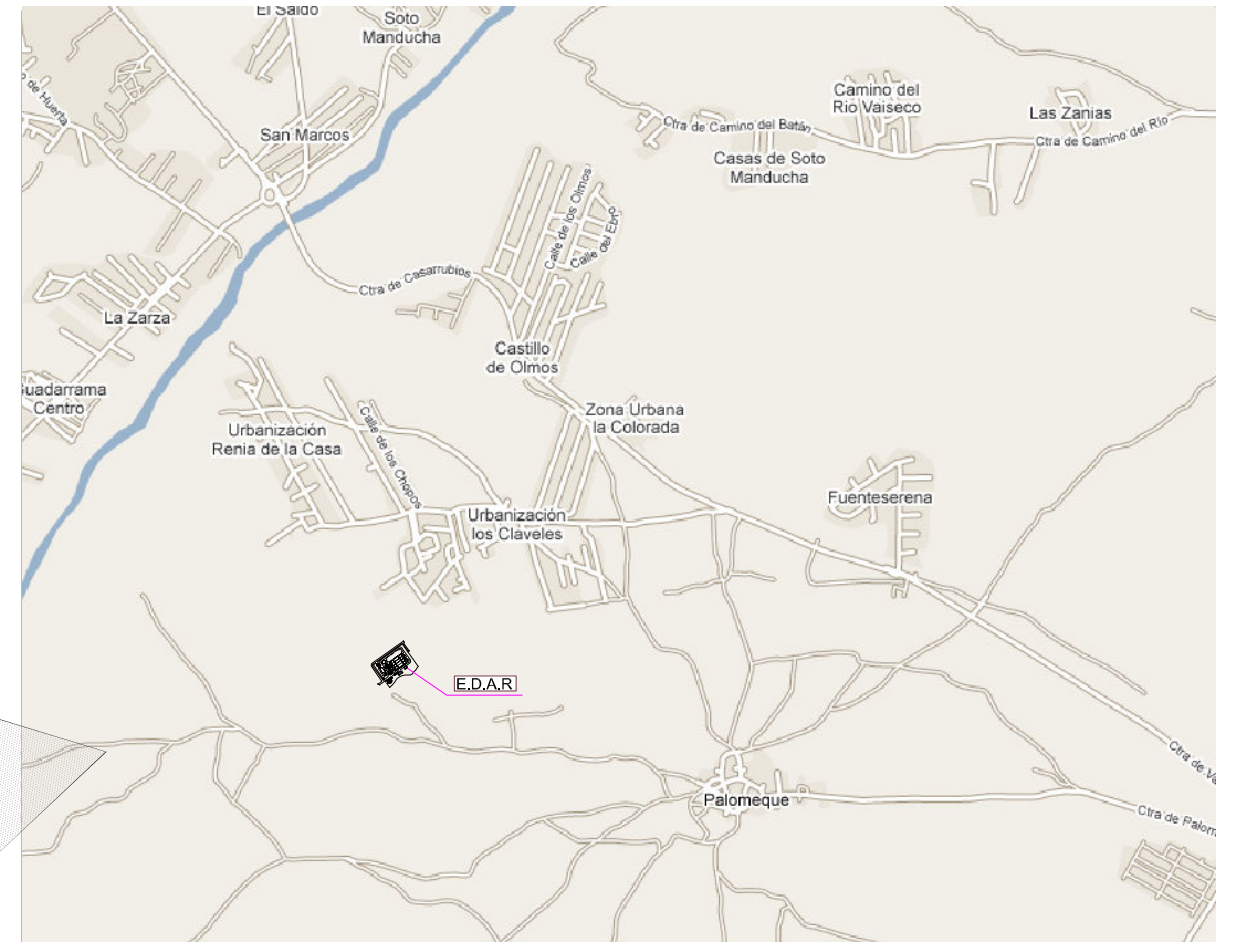 El Saldo
Soto
Manducha
de Huerta
San Marcos
Camino del
Rio Vaiseco
Las Zanias
Ctra de Camino del Batán
Ctra de Camino del Rio
Casas de Soto
Manducha
Calle de los Olmos
Calle del Ebro
Ctra de Casarrubios
La Zarza
Castillo
de Olmos
Guadarrama
Centro
Zona Urbana
la Colorada
Calle de los Chopos
Urbanización
Renia de la Casa
Fuenteserena
Urbanización
los Claveles
E.D.A.R
Ctra de Va
Palomeque
Ctra de Palom